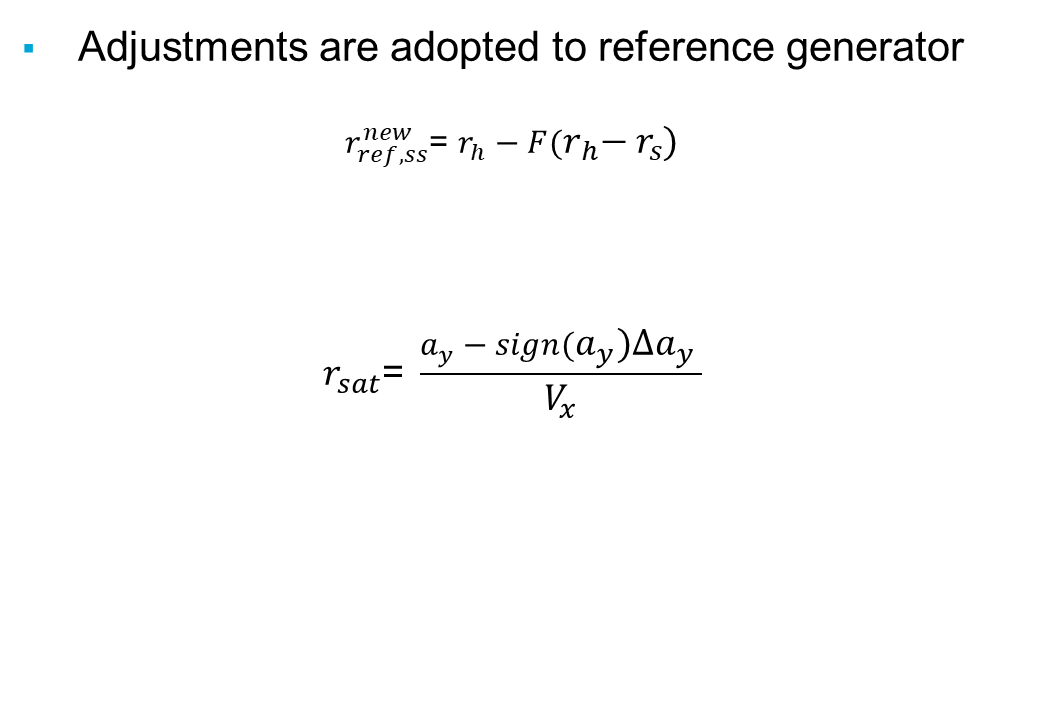 ▪ Adjustments are adopted to reference generator
r_{ref,ss}^{new} = r_h − F(r_h − r_s)
r_{sat} = \frac{a_y − sign(a_y)Δa_y}{V_x}